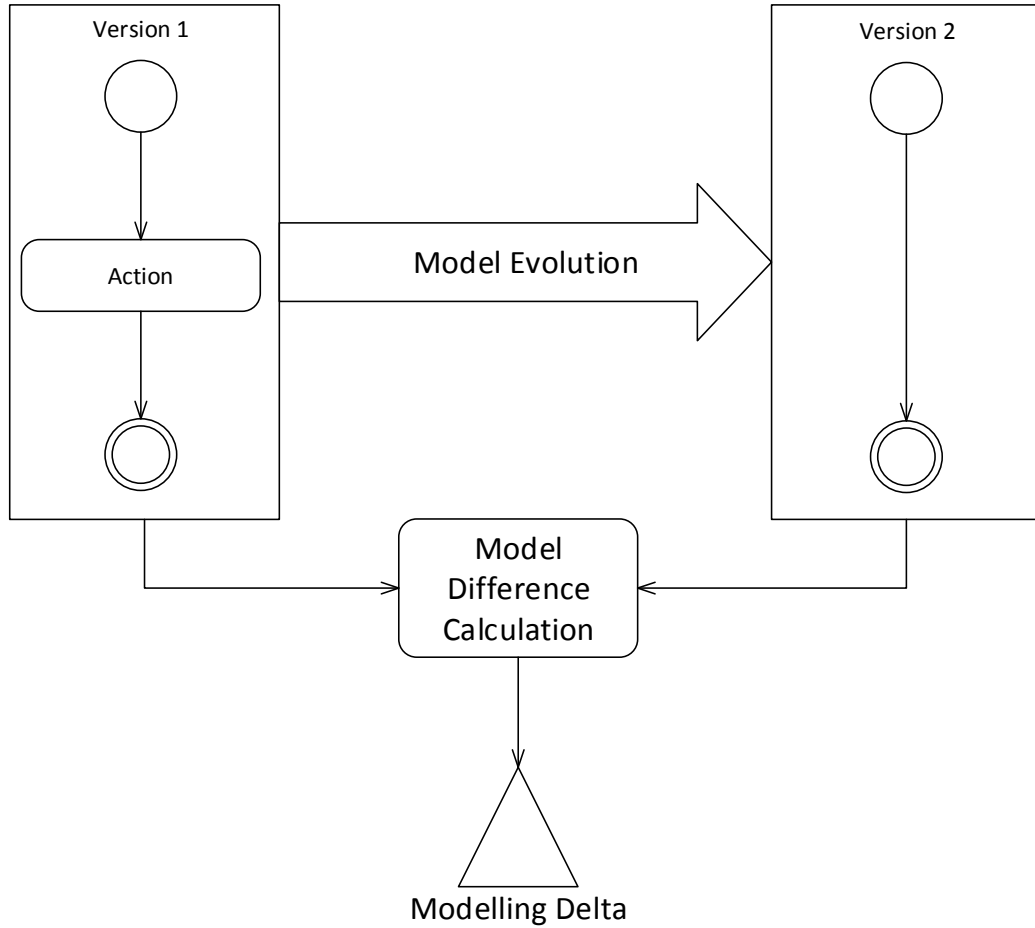 Version 1
Version 2
Action
Model Evolution
Model
Difference
Calculation
Modelling Delta